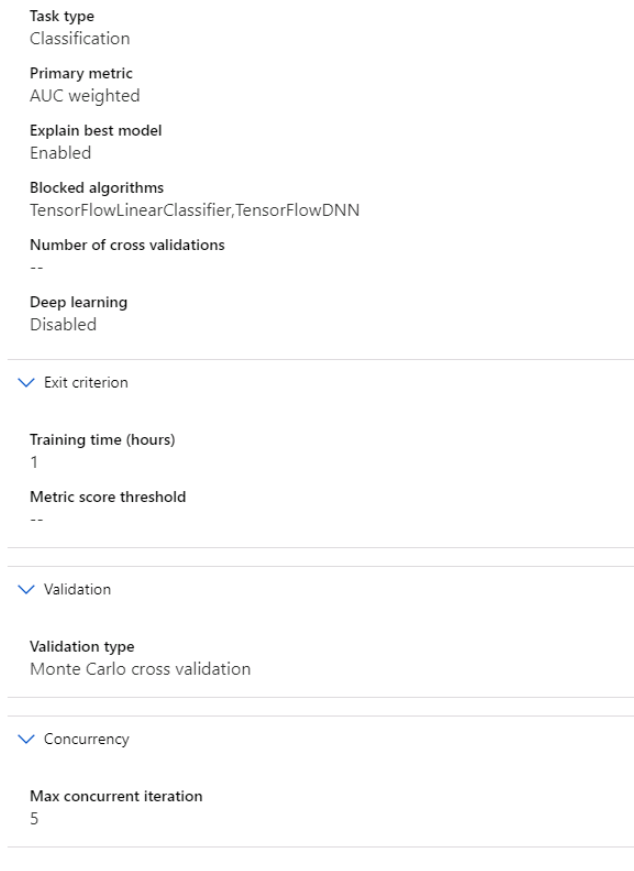 Task type
Classification
Primary metric
AUC weighted
Explain best model
Enabled
Blocked algorithms
TensorFlowLinearClassifier,TensorFlowDNN
Number of cross validations
--
Deep learning
Disabled
Exit criterion
Training time (hours)
1
Metric score threshold
--
Validation
Validation type
Monte Carlo cross validation
Concurrency
Max concurrent iteration
5